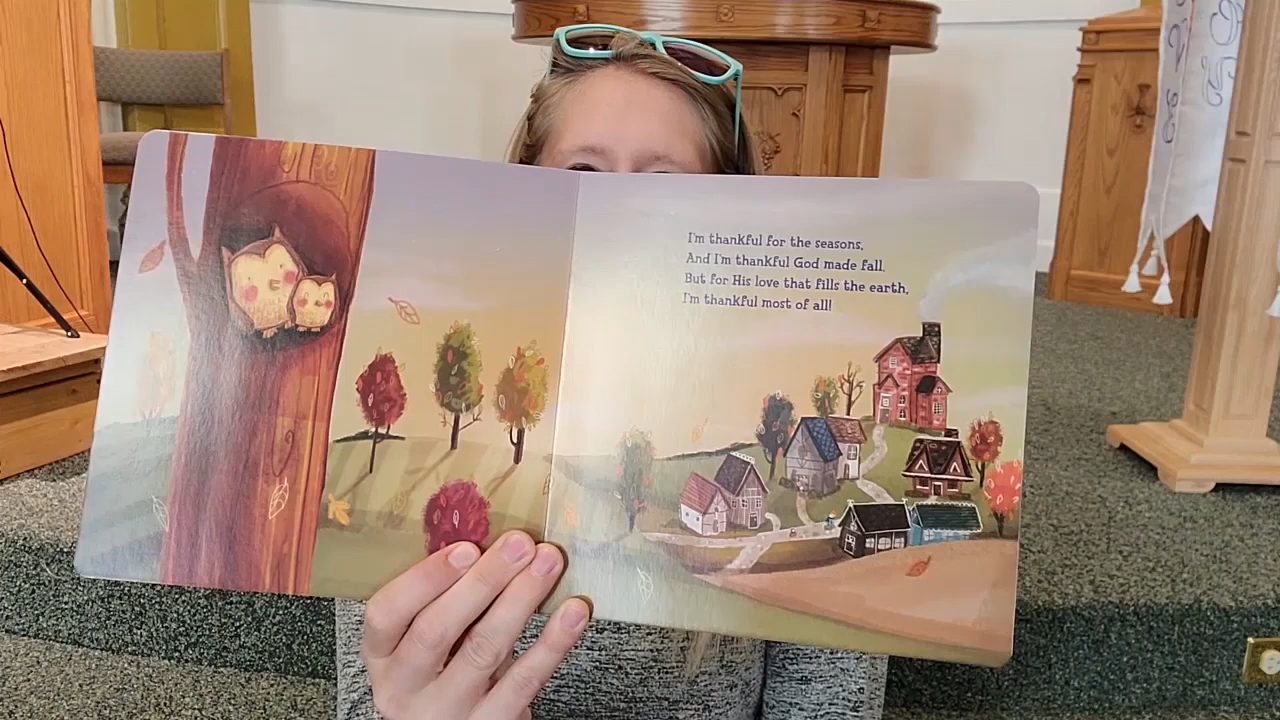 I'm thankful for the seasons,
And I'm thankful God made fall.
But for His love that fills the earth,
I'm thankful most of all!